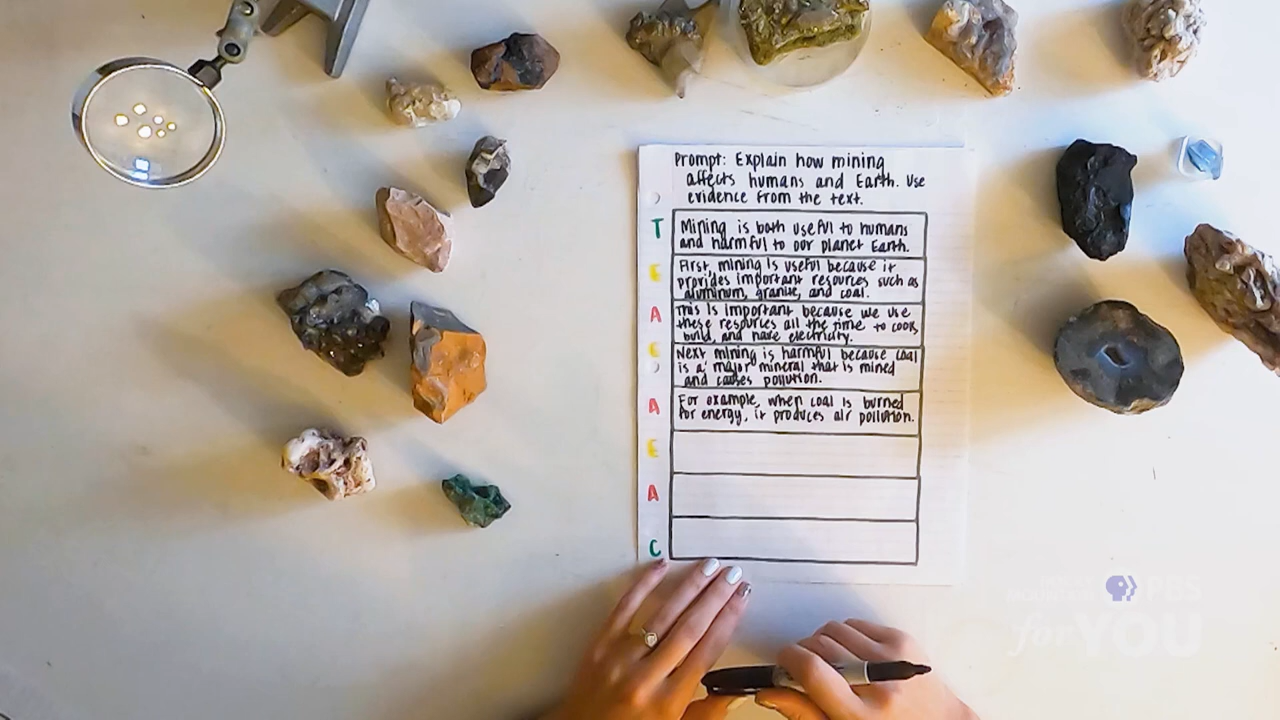 Prompt: Explain how mining
affects humans and Earth. Use
evidence from the text.
T
Mining is both useful to humans
and harmful to our planet Earth.
E
First, mining is useful because it
provides important resources such as
aluminum, granite, and coal.
A
This is important because we use
these resources all the time to cook,
build, and have electricity.
E
Next mining is harmful because coal
is a major mineral that is mined
and causes pollution.
A
For example, when coal is burned
for energy, it produces air pollution.
E
A
C
PBS
for YOU